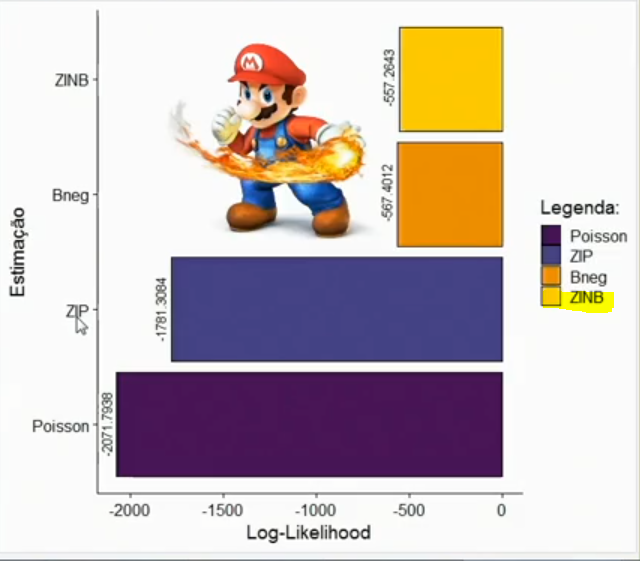 ZINB
-557.2643
Bneg
-567.4012
ZIP
-1781.3084
Poisson
-2071.7938
Estimação
-2000
-1500
-1000
-500
0
Log-Likelihood
Legenda:
Poisson
ZIP
Bneg
ZINB
M